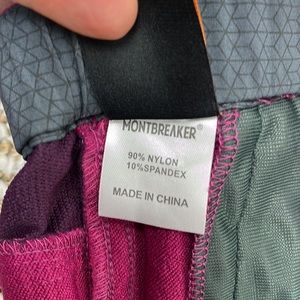 MONTBREAKER®
90% NYLON
10%SPANDEX
MADE IN CHINA